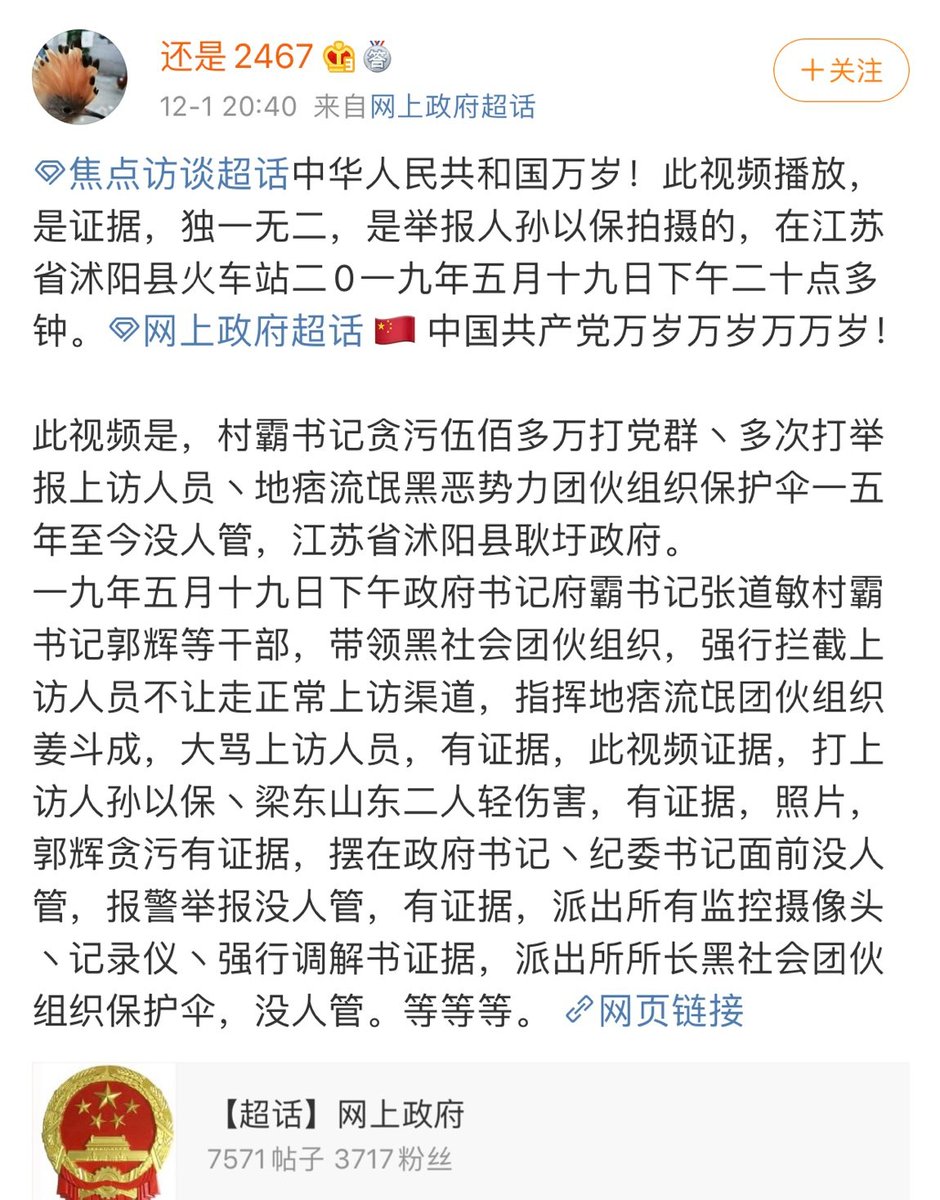 还是2467
答
12-1 20:40 来自网上政府超话
+关注
焦点访谈超话中华人民共和国万岁！此视频播放，
是证据，独一无二，是举报人孙以保拍摄的，在江苏
省沭阳县火车站二0一九年五月十九日下午二十点多
钟。网上政府超话🇨🇳 中国共产党万岁万岁万万岁！
此视频是，村霸书记贪污伍佰多万打党群丶多次打举
报上访人员丶地痞流氓黑恶势力团伙组织保护伞一五
年至今没人管，江苏省沭阳县耿圩政府。
一九年五月十九日下午政府书记府霸书记张道敏村霸
书记郭辉等干部，带领黑社会团伙组织，强行拦截上
访人员不让走正常上访渠道，指挥地痞流氓团伙组织
姜斗成，大骂上访人员，有证据，此视频证据，打上
访人孙以保丶梁东山东二人轻伤害，有证据，照片，
郭辉贪污有证据，摆在政府书记丶纪委书记面前没人
管，报警举报没人管，有证据，派出所有监控摄像头
丶记录仪丶强行调解书证据，派出所所长黑社会团伙
组织保护伞，没人管。等等等。 网页链接
【超话】网上政府
7571帖子 3717粉丝